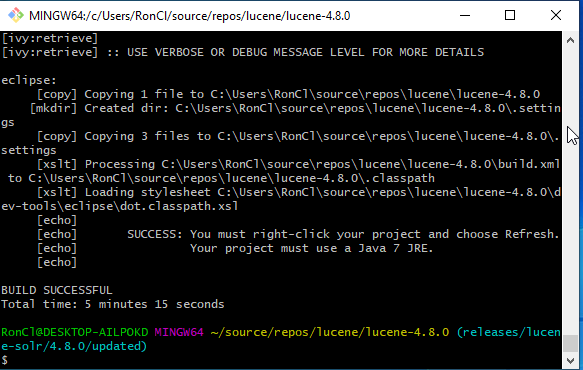 MINGW64:/c/Users/RonCl/source/repos/lucene/lucene-4.8.0
[ivy:retrieve]
[ivy:retrieve] :: USE VERBOSE OR DEBUG MESSAGE LEVEL FOR MORE DETAILS
eclipse:
[copy] Copying 1 file to C:\Users\RonCl\source\repos\lucene\lucene-4.8.0
[mkdir] Created dir: C:\Users\RonCl\source\repos\lucene\lucene-4.8.0\.settin
gs
[copy] Copying 3 files to C:\Users\RonCl\source\repos\lucene\lucene-4.8.0\.
settings
[xslt] Processing C:\Users\RonCl\source\repos\lucene\lucene-4.8.0\build.xml
to C:\Users\RonCl\source\repos\lucene\lucene-4.8.0\.classpath
[xslt] Loading stylesheet C:\Users\RonCl\source\repos\lucene\lucene-4.8.0\d
ev-tools\eclipse\dot.classpath.xsl
[echo]
[echo] SUCCESS: You must right-click your project and choose Refresh.
[echo] Your project must use a Java 7 JRE.
[echo]
BUILD SUCCESSFUL
Total time: 5 minutes 15 seconds
RonCl@DESKTOP-AILPOKD MINGW64 ~/source/repos/lucene/lucene-4.8.0 (releases/lucen
e-solr/4.8.0/updated)
$